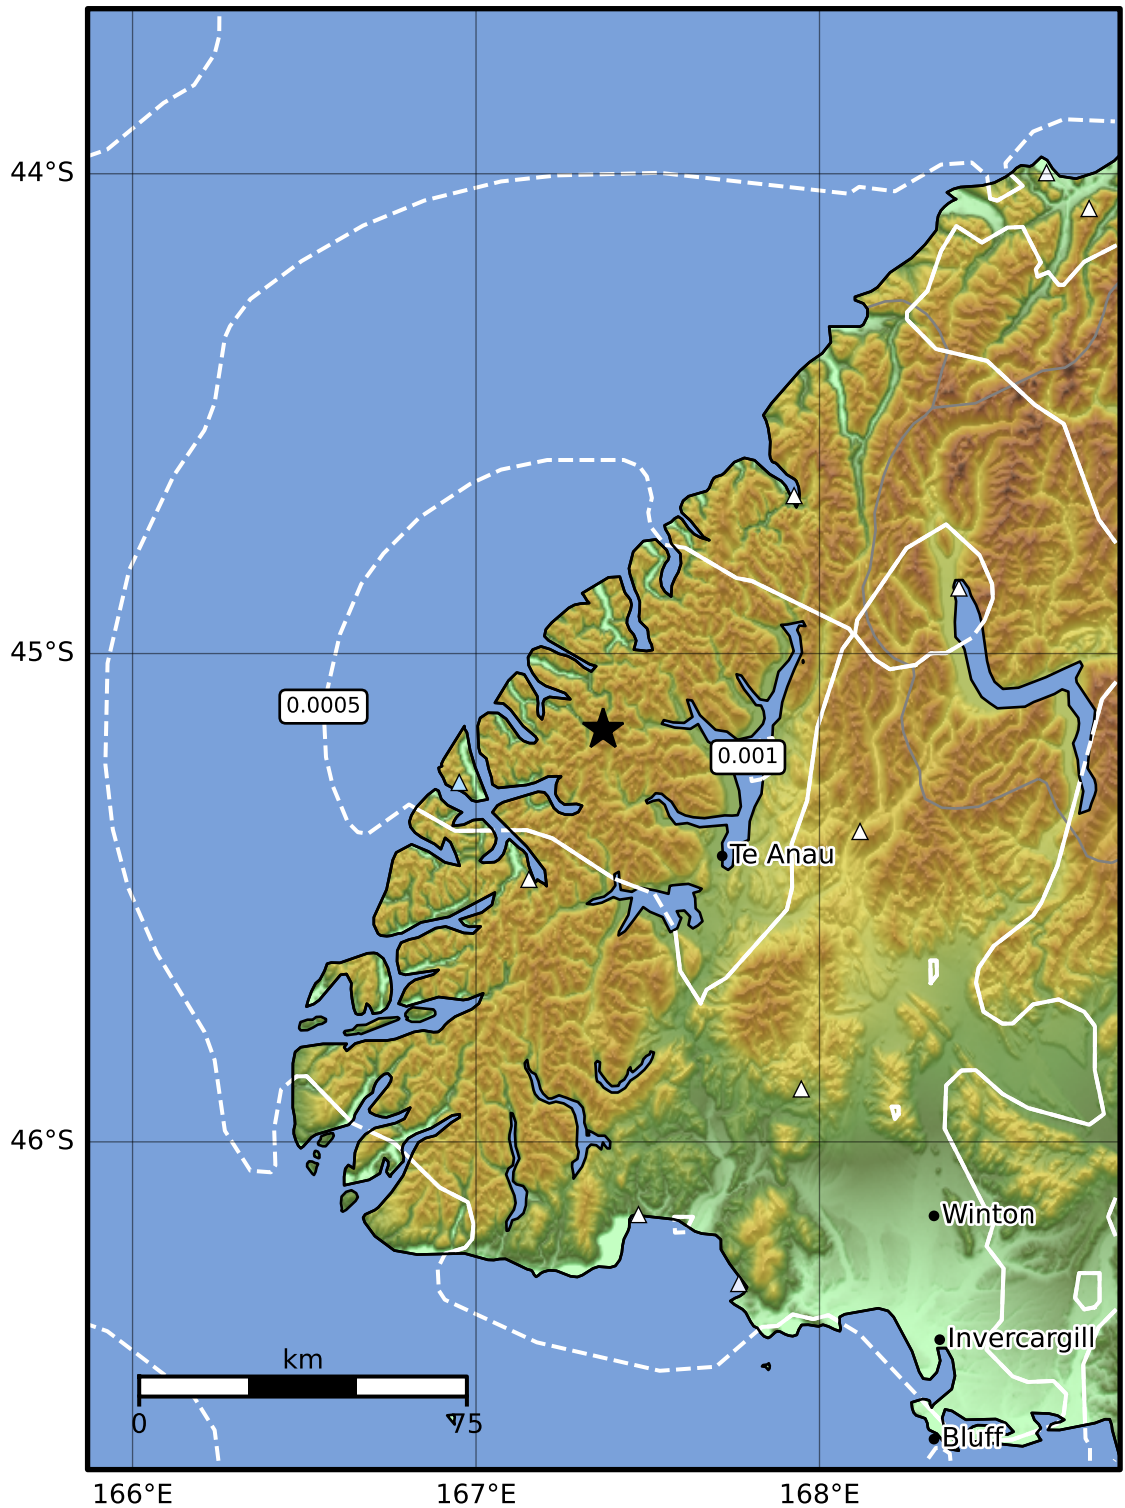 44°S
45°S
0.0005
0.001
Te Anau
46°S
Winton
Invercargill
km
0 75
Bluff
166°E 167°E 168°E